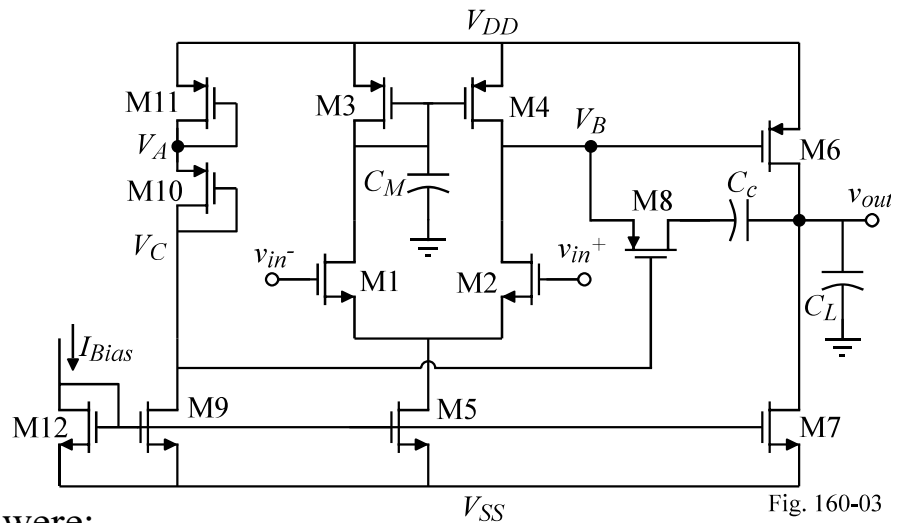 V_DD
M11
M3
M4
V_B
V_A
M6
M10
C_M
M8
C_c
v_out
V_C
v_in^-
M1
M2
v_in^+
C_L
I_Bias
M12
M9
M5
M7
V_SS
Fig. 160-03
were: